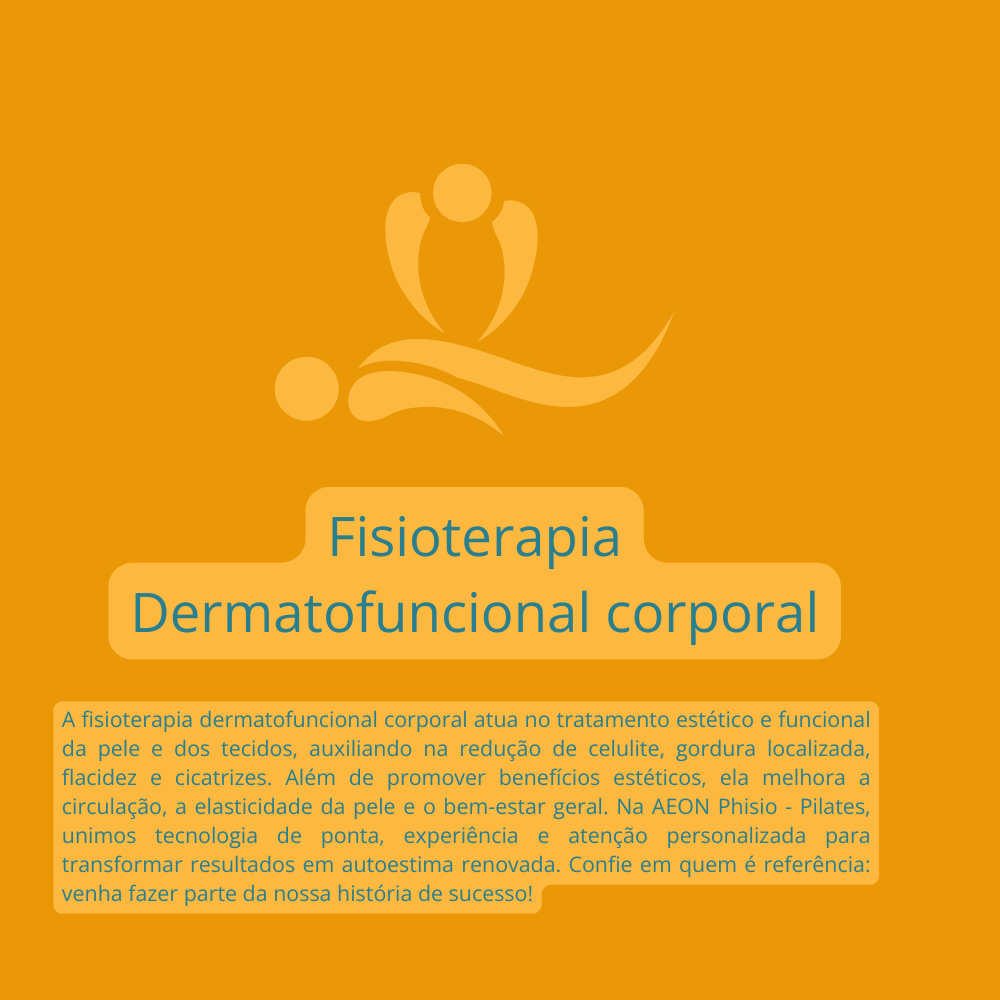 Fisioterapia
Dermatofuncional corporal
A fisioterapia dermatofuncional corporal atua no tratamento estético e funcional
da pele e dos tecidos, auxiliando na redução de celulite, gordura localizada,
flacidez e cicatrizes. Além de promover benefícios estéticos, ela melhora a
circulação, a elasticidade da pele e o bem-estar geral. Na AEON Phisio - Pilates,
unimos tecnologia de ponta, experiência e atenção personalizada para
transformar resultados em autoestima renovada. Confie em quem é referência:
venha fazer parte da nossa história de sucesso!